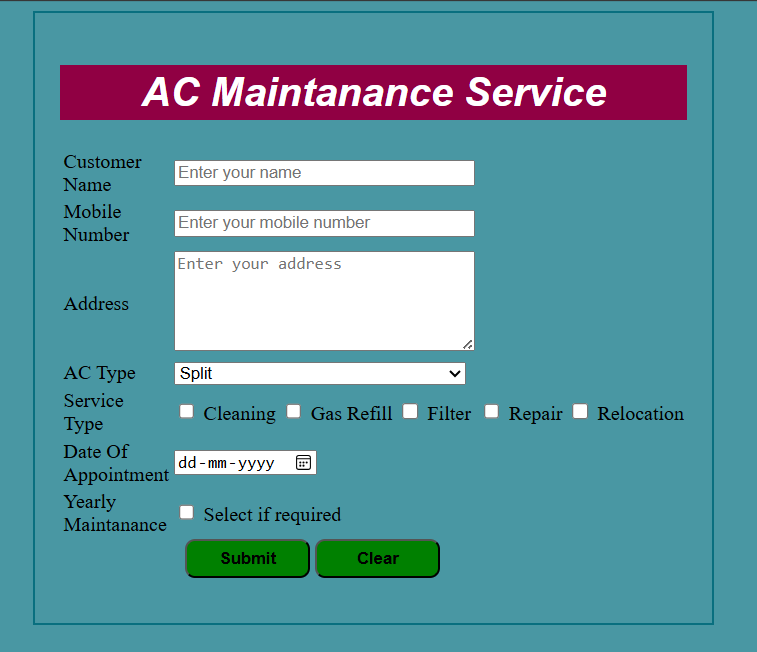 AC Maintanance Service
Customer
Name
Enter your name
Mobile
Number
Enter your mobile number
Address
Enter your address
AC Type
Split
Service
Type
Cleaning Gas Refill Filter Repair Relocation
Date Of
Appointment
dd-mm-yyyy
Yearly
Maintanance
Select if required
Submit Clear